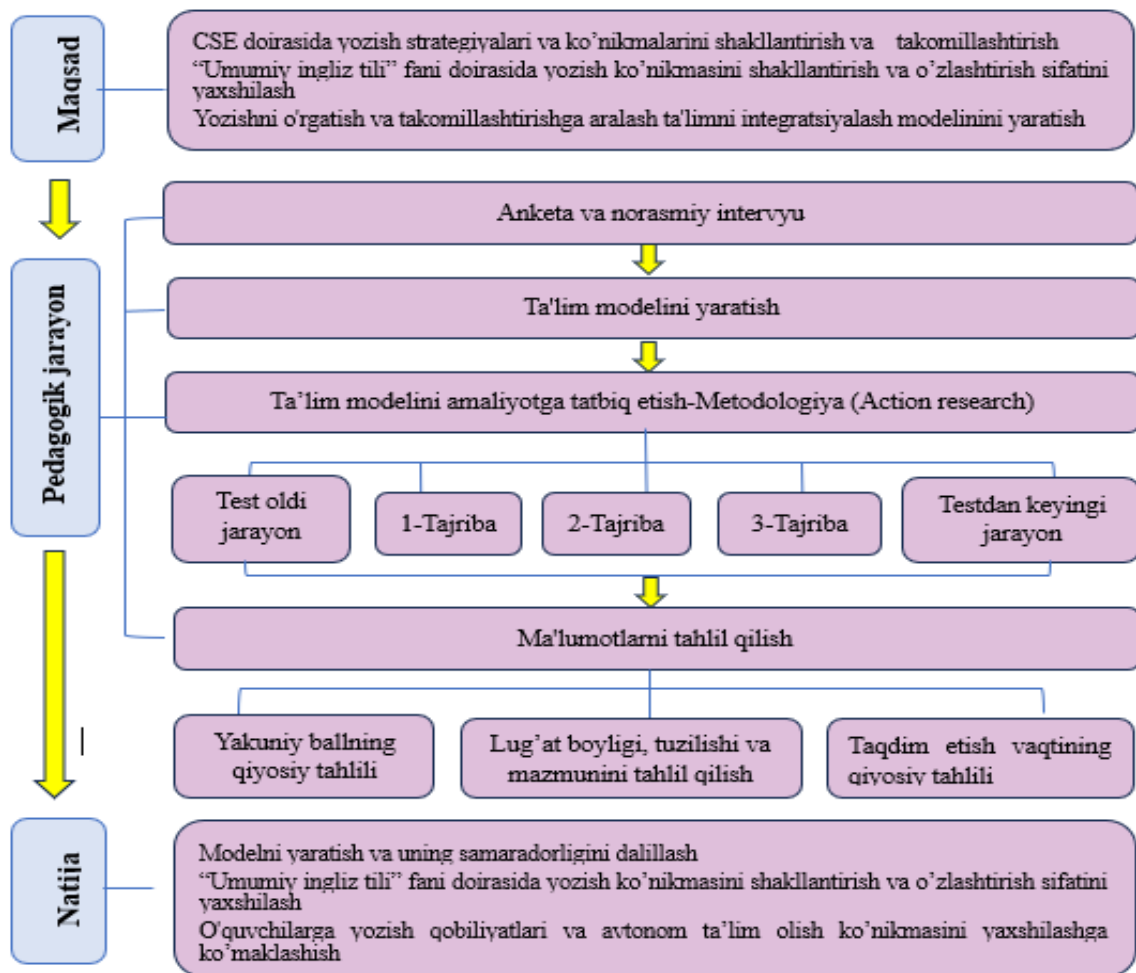 Maqsad
CSE doirasida yozish strategiyalari va ko’nikmalarini shakllantirish va takomillashtirish
“Umumiy ingliz tili” fani doirasida yozish ko’nikmasini shakllantirish va o’zlashtirish sifatini
yaxshilash
Yozishni o'rgatish va takomillashtirishga aralash ta'limni integratsiyalash modelinini yaratish
Pedagogik jarayon
Anketa va norasmiy intervyu
Ta'lim modelini yaratish
Ta’lim modelini amaliyotga tatbiq etish-Metodologiya (Action research)
Test oldi
jarayon
1-Tajriba
2-Tajriba
3-Tajriba
Testdan keyingi
jarayon
Ma'lumotlarni tahlil qilish
Yakuniy ballning
qiyosiy tahlili
Lug’at boyligi, tuzilishi va
mazmunini tahlil qilish
Taqdim etish vaqtining
qiyosiy tahlili
Natija
Modelni yaratish va uning samaradorligini dalillash
“Umumiy ingliz tili” fani doirasida yozish ko’nikmasini shakllantirish va o’zlashtirish sifatini
yaxshilash
O'quvchilarga yozish qobiliyatlari va avtonom ta’lim olish ko’nikmasini yaxshilashga
ko’maklashish